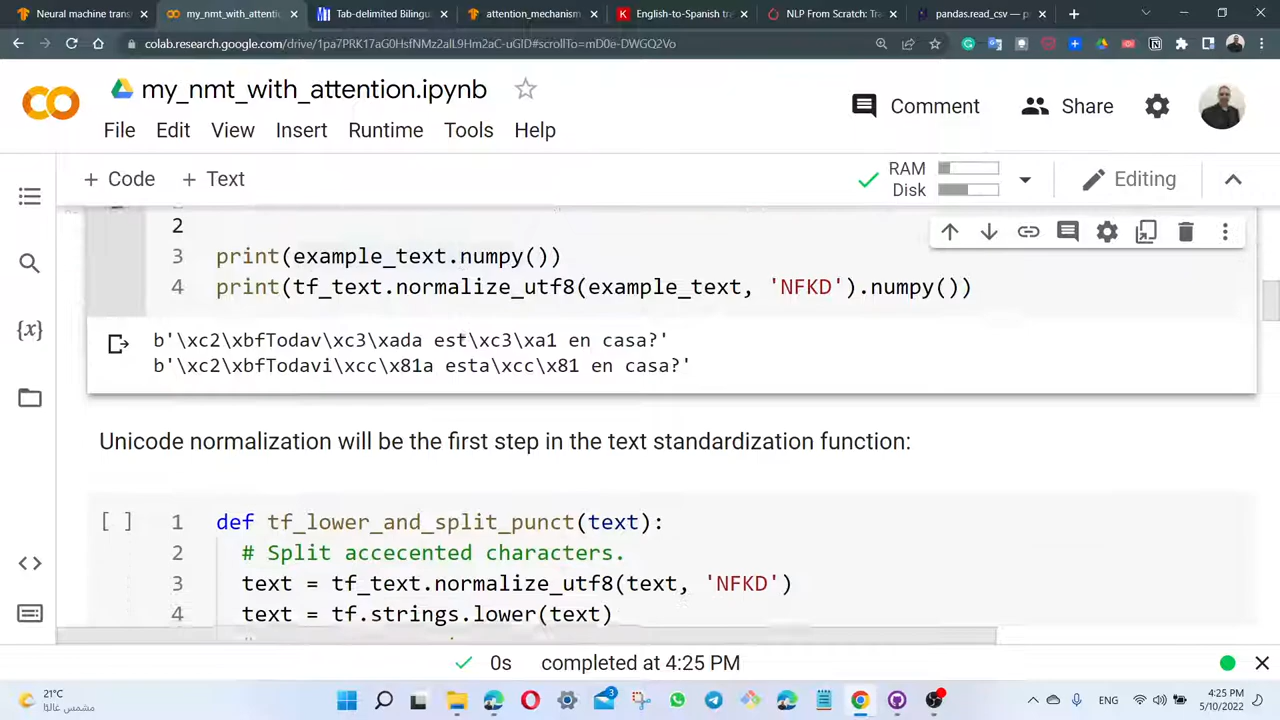 Neural machine trans
my_nmt_with_attenti
Tab-delimited Bilingu
attention_mechanism
English-to-Spanish tra
NLP From Scratch: Tra
pandas.read_csv — p
colab.research.google.com/drive/1pa7PRK17aG0HsfNMz2alL9Hm2aC-uGlD#scrollTo=mD0e-DWGQ2Vo
my_nmt_with_attention.ipynb
Comment
Share
File Edit View Insert Runtime Tools Help
+ Code + Text
RAM
Disk
Editing
2
3 print(example_text.numpy())
4 print(tf_text.normalize_utf8(example_text, 'NFKD').numpy())
b'\xc2\xbfTodav\xc3\xada est\xc3\xa1 en casa?'
b'\xc2\xbfTodavi\xcc\x81a esta\xcc\x81 en casa?'
Unicode normalization will be the first step in the text standardization function:
[ ] 1 def tf_lower_and_split_punct(text):
2 # Split accecented characters.
3 text = tf_text.normalize_utf8(text, 'NFKD')
4 text = tf.strings.lower(text)
0s completed at 4:25 PM
21°C
مشمس غالبًا
3
ENG
4:25 PM
5/10/2022